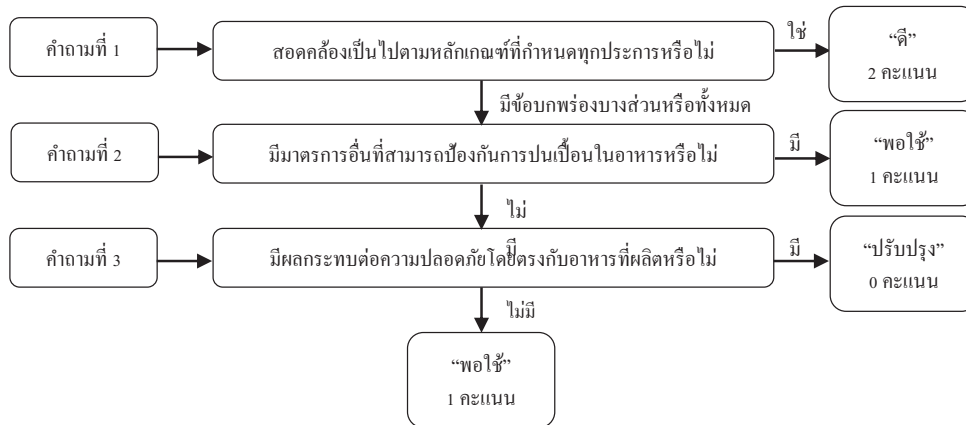 คำถามที่ 1
สอดคล้องเป็นไปตามหลักเกณฑ์ที่กำหนดทุกประการหรือไม่
ใช่
“ดี”
2 คะแนน
มีข้อบกพร่องบางส่วนหรือทั้งหมด
คำถามที่ 2
มีมาตรการอื่นที่สามารถป้องกันการปนเปื้อนในอาหารหรือไม่
มี
“พอใช้”
1 คะแนน
ไม่
คำถามที่ 3
มีผลกระทบต่อความปลอดภัยโดยตรงกับอาหารที่ผลิตหรือไม่
มี
มี
“ปรับปรุง”
0 คะแนน
ไม่มี
“พอใช้”
1 คะแนน